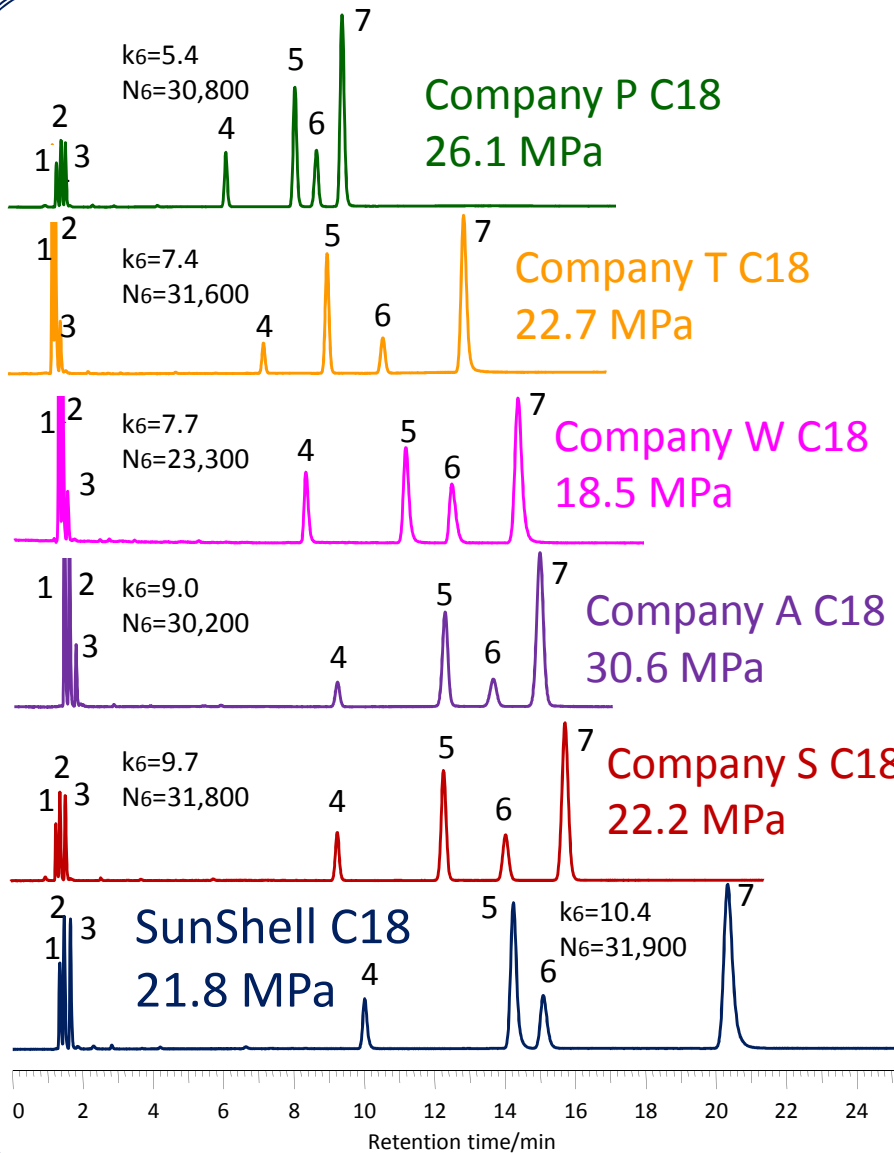 7
k6=5.4
N6=30,800
5
Company P C18
26.1 MPa
2
1
3
4
6
2
1
3
k6=7.4
N6=31,600
4
5
6
7
Company T C18
22.7 MPa
1
2
3
k6=7.7
N6=23,300
4
5
6
7
Company W C18
18.5 MPa
1
2
3
k6=9.0
N6=30,200
4
5
6
7
Company A C18
30.6 MPa
2
1
3
k6=9.7
N6=31,800
4
5
6
7
Company S C18
22.2 MPa
2
1
3
SunShell C18
21.8 MPa
4
5
6
k6=10.4
N6=31,900
7
0 2 4 6 8 10 12 14 16 18 20 22 24
Retention time/min